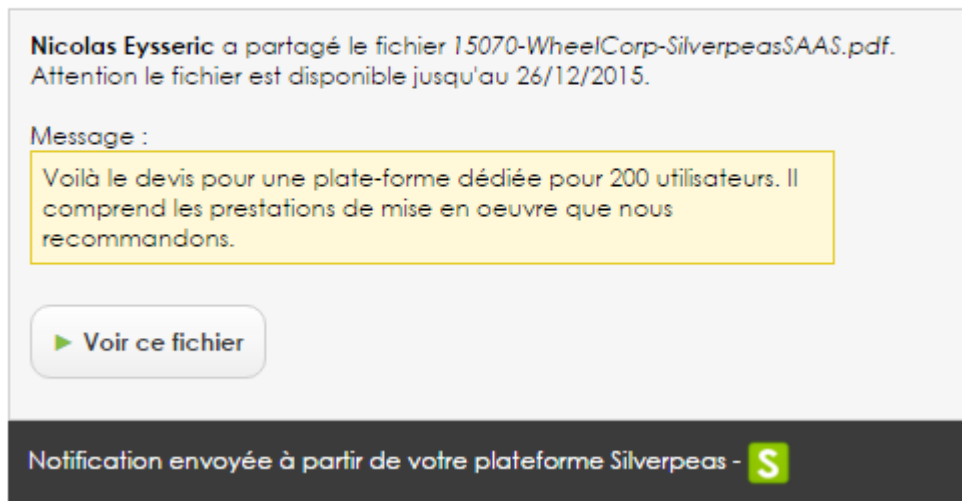 Nicolas Eysseric a partagé le fichier 15070-WheelCorp-SilverpeasSAAS.pdf.
Attention le fichier est disponible jusqu'au 26/12/2015.
Message :
Voilà le devis pour une plate-forme dédiée pour 200 utilisateurs. Il
comprend les prestations de mise en oeuvre que nous
recommandons.
Voir ce fichier
Notification envoyée à partir de votre plateforme Silverpeas - S